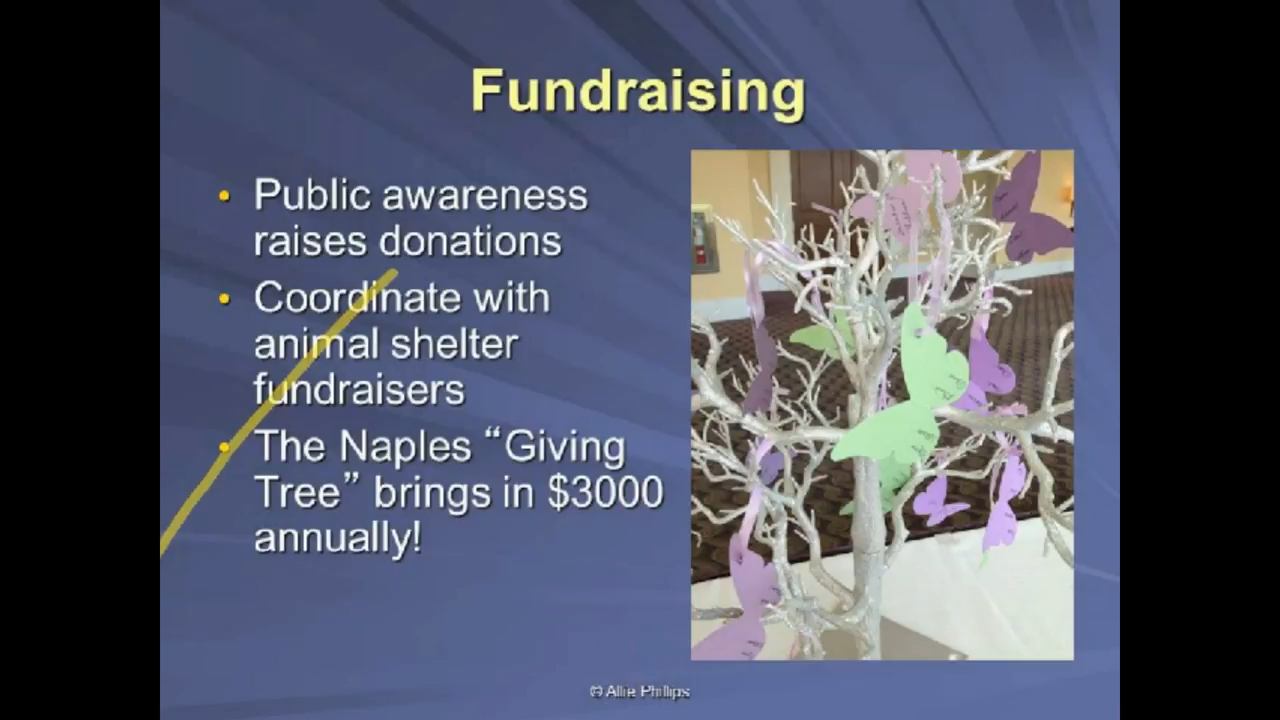 Fundraising
• Public awareness
raises donations
• Coordinate with
animal shelter
fundraisers
• The Naples “Giving
Tree” brings in $3000
annually!
© Allie Phillips